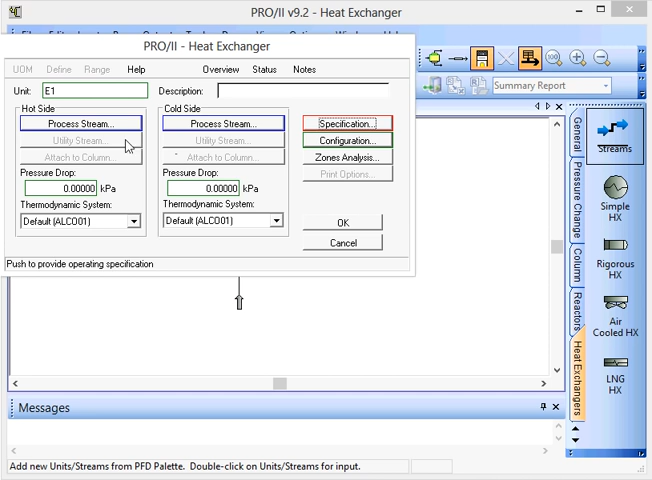 PRO/II v9.2 - Heat Exchanger
PRO/II - Heat Exchanger
UOM Define Range Help Overview Status Notes
Unit: E1 Description:
Hot Side
Process Stream...
Utility Stream...
Attach to Column...
Pressure Drop:
0.00000 kPa
Thermodynamic System:
Default (ALCO01)
Cold Side
Process Stream...
Utility Stream...
Attach to Column...
Pressure Drop:
0.00000 kPa
Thermodynamic System:
Default (ALCO01)
Specification...
Configuration...
Zones Analysis...
Print Options...
OK
Cancel
Push to provide operating specification
100
Summary Report
General
Pressure Change
Column
Reactors
Heat Exchangers
Streams
Simple
HX
Rigorous
HX
Air
Cooled HX
LNG
HX
Messages
Add new Units/Streams from PFD Palette. Double-click on Units/Streams for input.